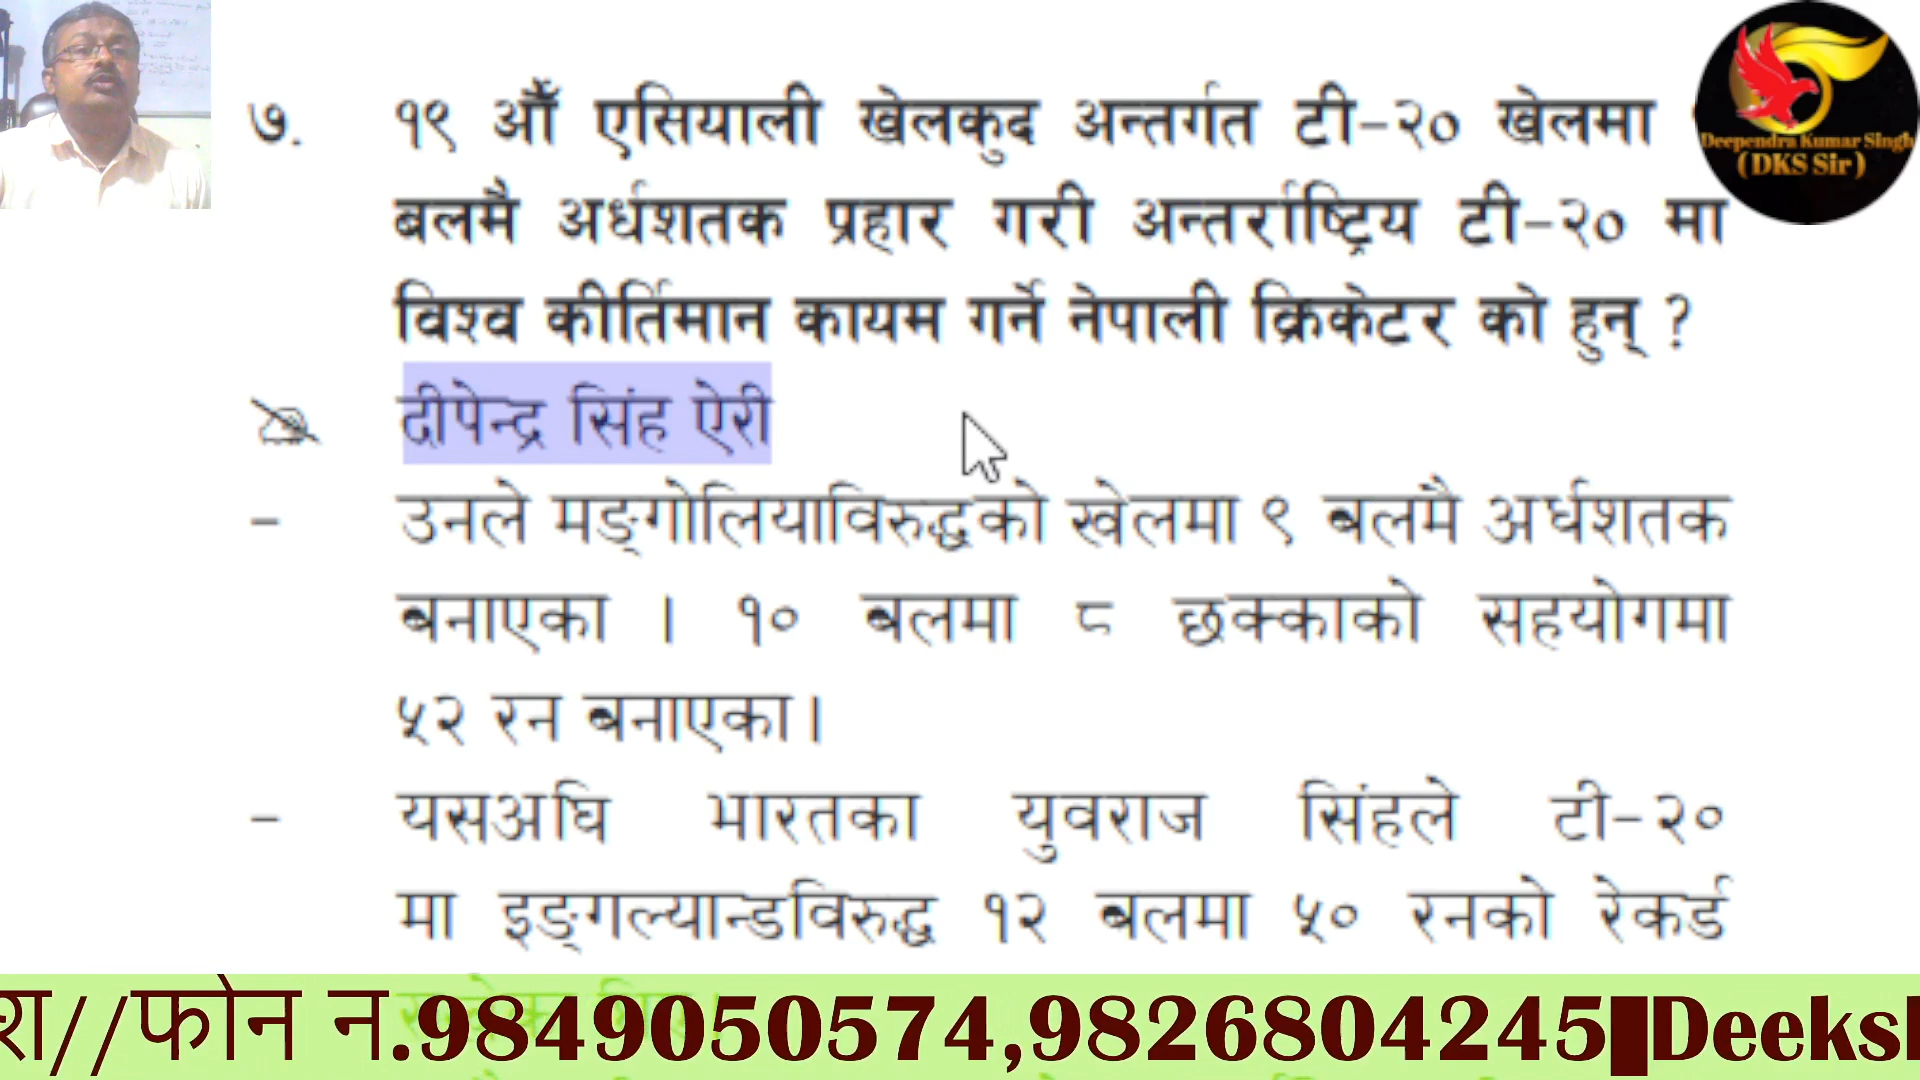 ७. १९ औँ एसियाली खेलकुद अन्तर्गत टी-२० खेलमा
बलमै अर्धशतक प्रहार गरी अन्तर्राष्ट्रिय टी-२० मा
विश्व कीर्तिमान कायम गर्ने नेपाली क्रिकेटर को हुन् ?
दीपेन्द्र सिंह ऐरी
- उनले मङ्गोलियाविरुद्धको खेलमा ९ बलमै अर्धशतक
बनाएका । १० बलमा ८ छक्काको सहयोगमा
५२ रन बनाएका।
- यसअघि भारतका युवराज सिंहले टी-२०
मा इङ्गल्यान्डविरुद्ध १२ बलमा ५० रनको रेकर्ड
श//फोन न.9849050574,9826804245 Deeksl
Deependra Kumar Singh
(DKS Sir)